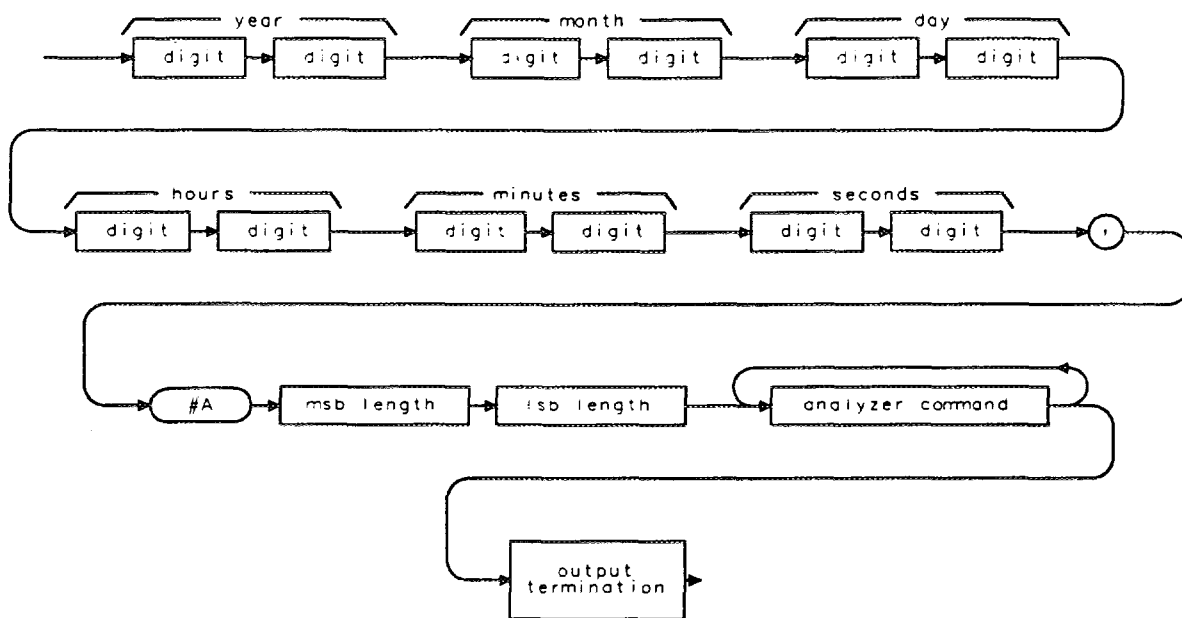 year month day
digit digit digit digit digit digit
hours minutes seconds
digit digit digit digit digit digit ,
#A msb length lsb length analyzer command
output
termination